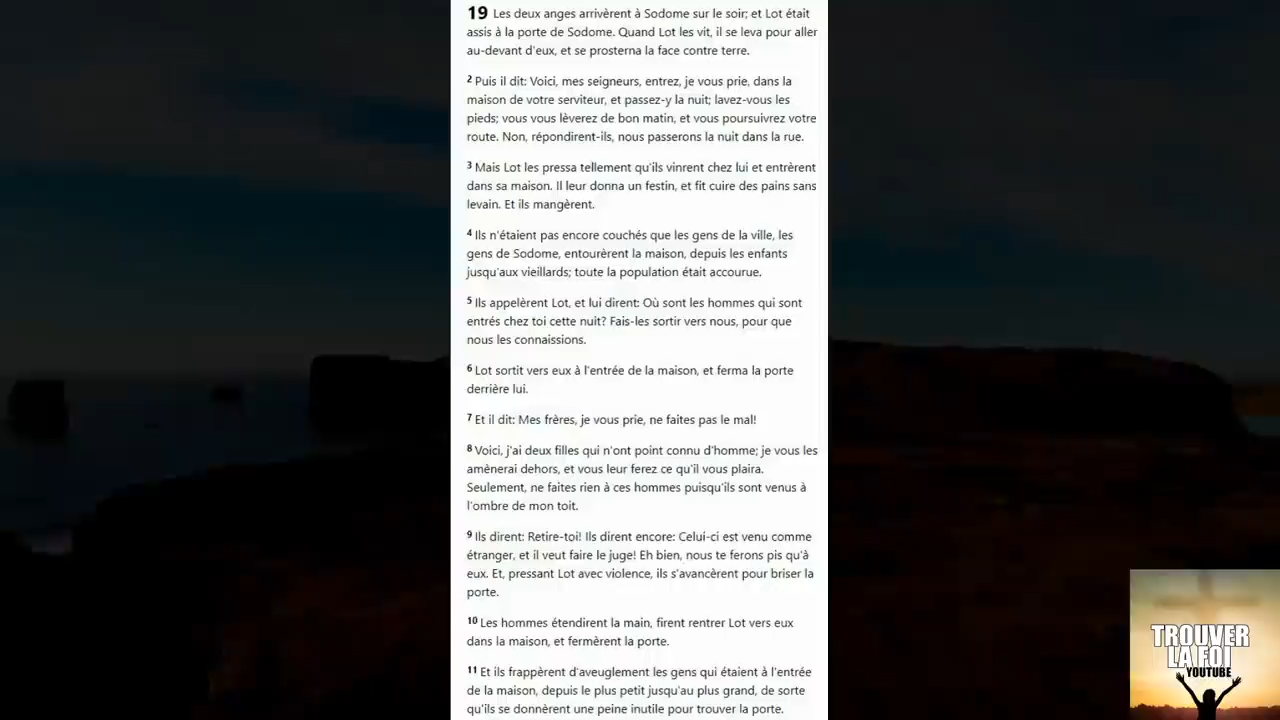 19 Les deux anges arrivèrent à Sodome sur le soir; et Lot était
assis à la porte de Sodome. Quand Lot les vit, il se leva pour aller
au-devant d'eux, et se prosterna la face contre terre.
2 Puis il dit: Voici, mes seigneurs, entrez, je vous prie, dans la
maison de votre serviteur, et passez-y la nuit; lavez-vous les
pieds; vous vous lèverez de bon matin, et vous poursuivrez votre
route. Non, répondirent-ils, nous passerons la nuit dans la rue.
3 Mais Lot les pressa tellement qu'ils vinrent chez lui et entrèrent
dans sa maison. Il leur donna un festin, et fit cuire des pains sans
levain. Et ils mangèrent.
4 Ils n'étaient pas encore couchés que les gens de la ville, les
gens de Sodome, entourèrent la maison, depuis les enfants
jusqu'aux vieillards; toute la population était accourue.
5 Ils appelèrent Lot, et lui dirent: Où sont les hommes qui sont
entrés chez toi cette nuit? Fais-les sortir vers nous, pour que
nous les connaissions.
6 Lot sortit vers eux à l'entrée de la maison, et ferma la porte
derrière lui.
7 Et il dit: Mes frères, je vous prie, ne faites pas le mal!
8 Voici, j'ai deux filles qui n'ont point connu d'homme; je vous les
amènerai dehors, et vous leur ferez ce qu'il vous plaira.
Seulement, ne faites rien à ces hommes puisqu'ils sont venus à
l'ombre de mon toit.
9 Ils dirent: Retire-toi! Ils dirent encore: Celui-ci est venu comme
étranger, et il veut faire le juge! Eh bien, nous te ferons pis qu'à
eux. Et, pressant Lot avec violence, ils s'avancèrent pour briser la
porte.
10 Les hommes étendirent la main, firent rentrer Lot vers eux
dans la maison, et fermèrent la porte.
11 Et ils frappèrent d'aveuglement les gens qui étaient à l'entrée
de la maison, depuis le plus petit jusqu'au plus grand, de sorte
qu'ils se donnèrent une peine inutile pour trouver la porte.
TROUVER
LA FOI
YOUTUBE